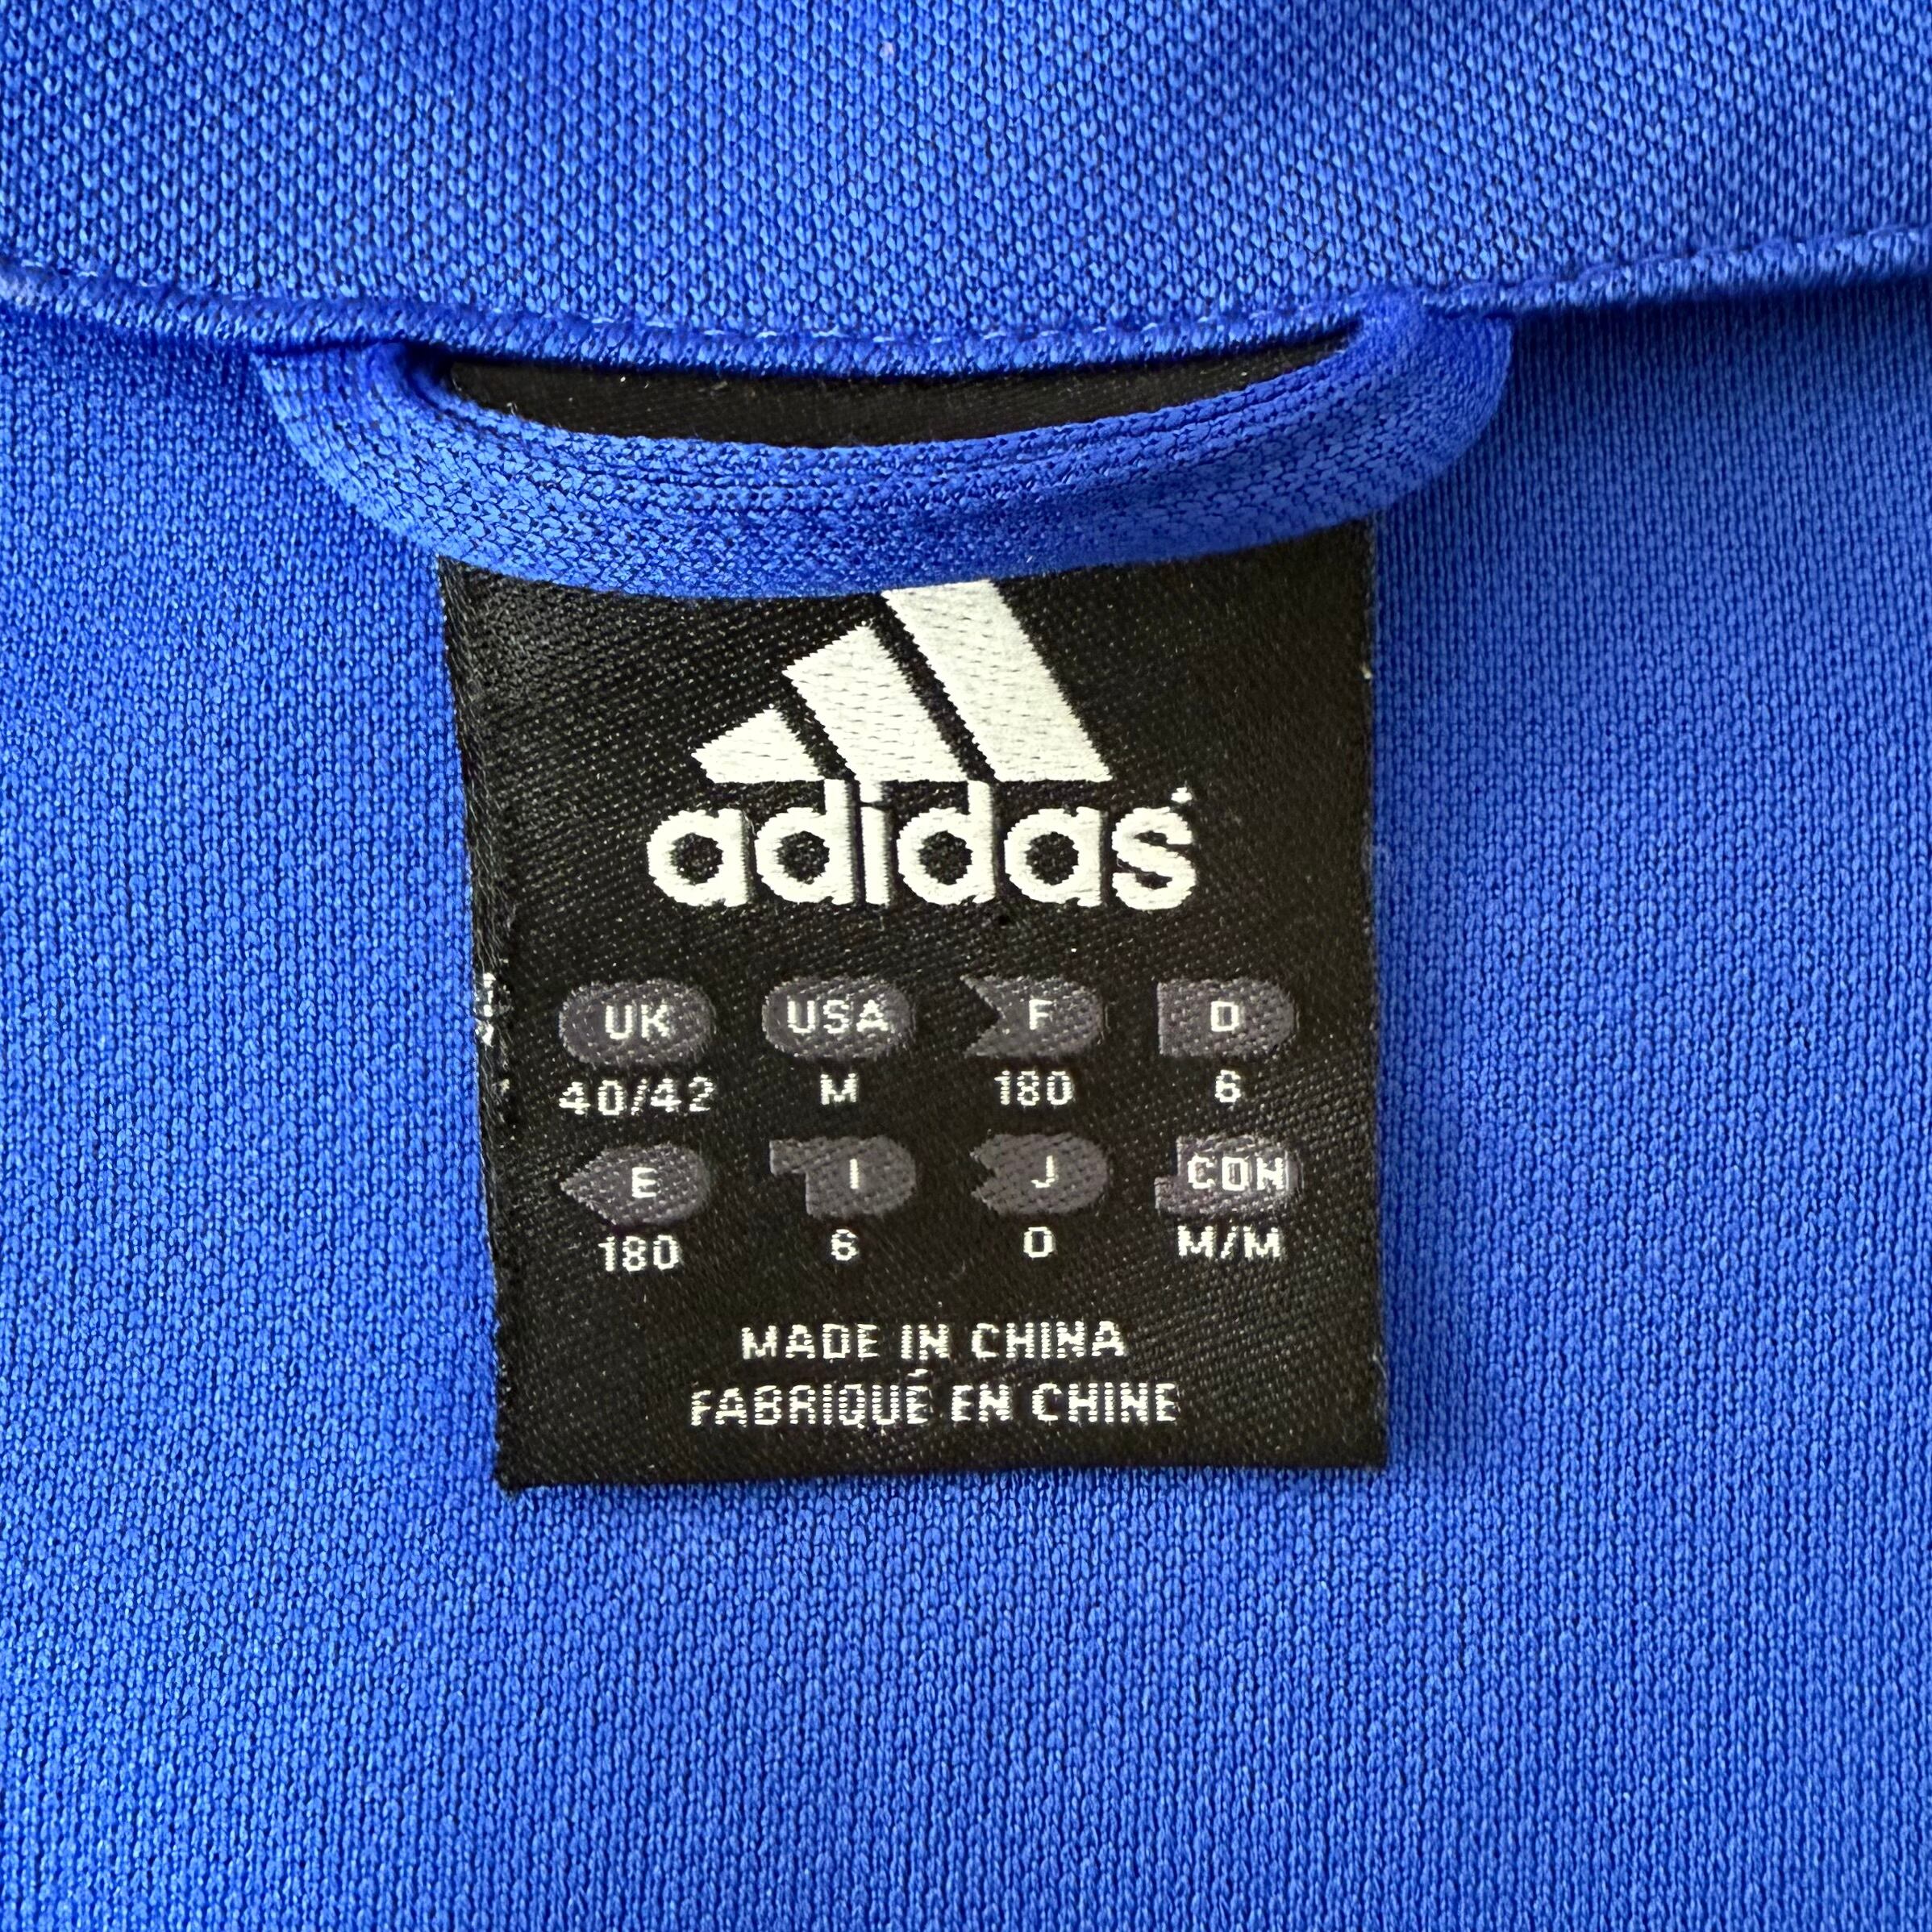 adidas
UK USA F D
40/42 M 180 6
E I J CDN
180 6 O M/M
MADE IN CHINA
FABRIQUÉ EN CHINE